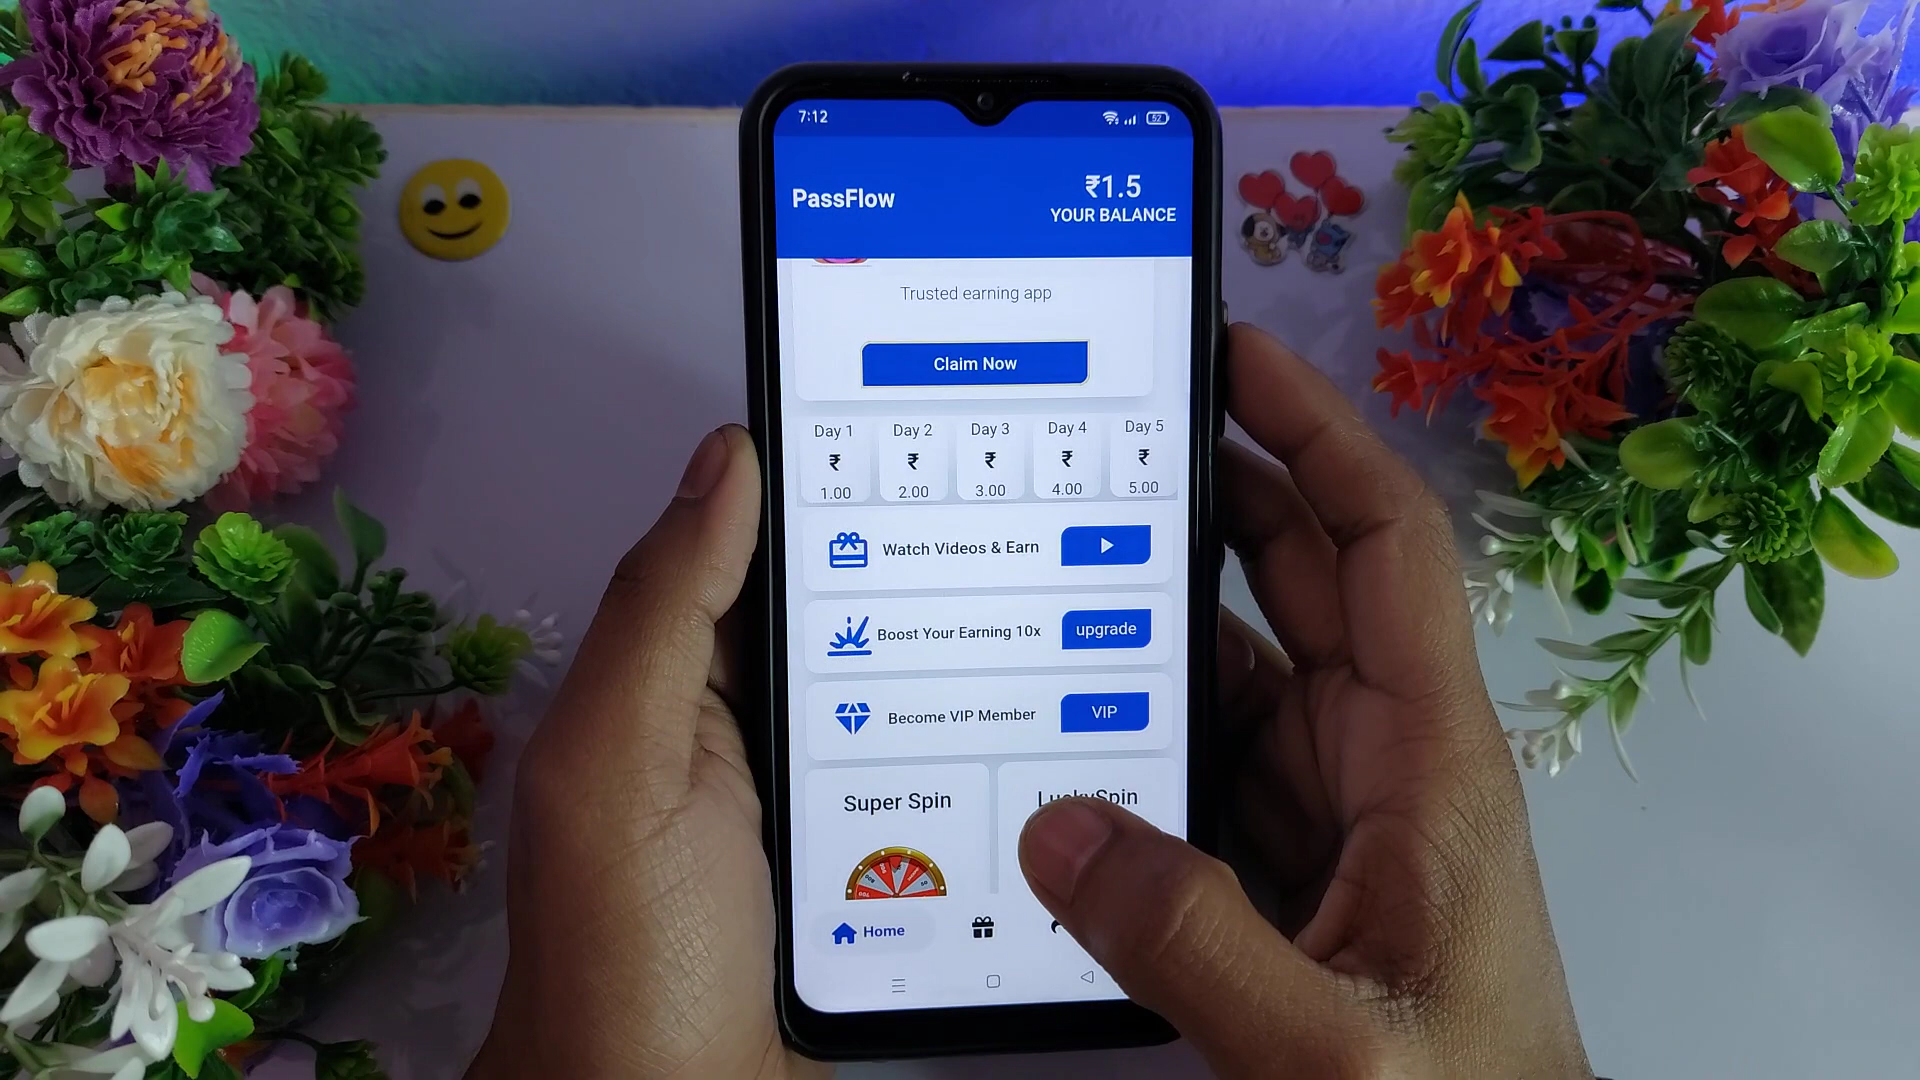 7:12
52
PassFlow
₹1.5
YOUR BALANCE
Trusted earning app
Claim Now
Day 1 Day 2 Day 3 Day 4 Day 5
₹ ₹ ₹ ₹ ₹
1.00 2.00 3.00 4.00 5.00
Watch Videos & Earn
Boost Your Earning 10x upgrade
Become VIP Member VIP
Super Spin LuckySpin
Home